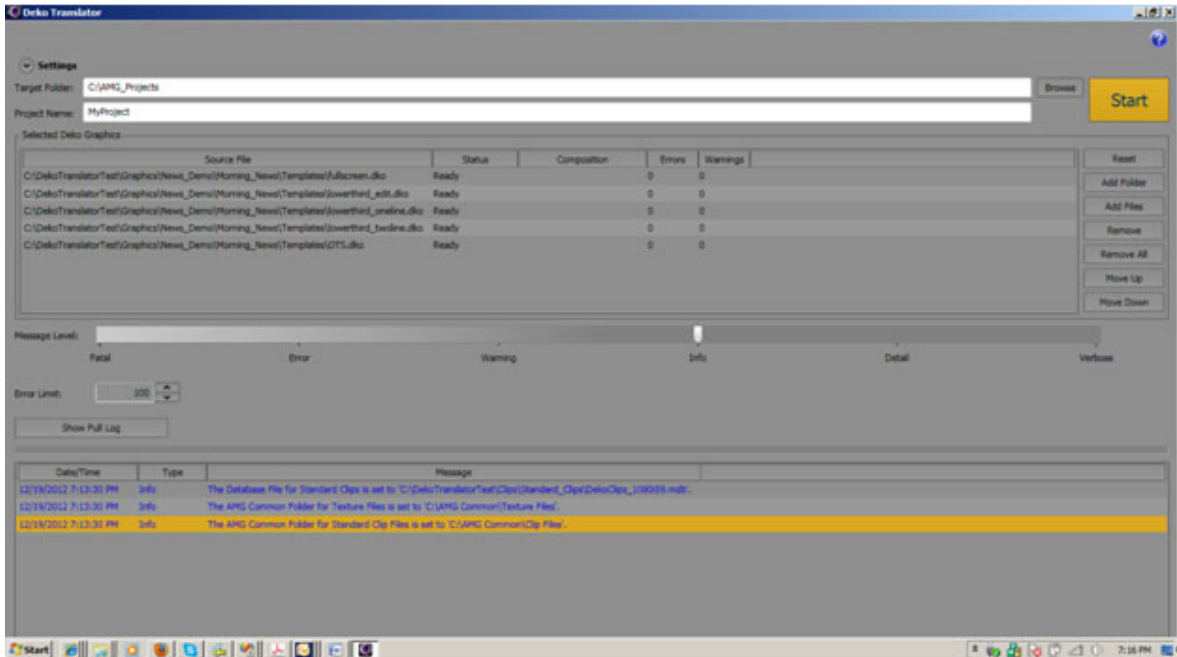 Deko Translator
Settings
Target Folder: C:\AMG_Projects Browse Start
Project Name: MyProject
Selected Deko Graphics
Source File Status Composition Errors Warnings Reset
C:\DekoTranslatorTest\Graphics\News_Demo\Morning_News\Templates\fullscreen.dko Ready 0 0
Add Folder
C:\DekoTranslatorTest\Graphics\News_Demo\Morning_News\Templates\lowerthird_edit.dko Ready 0 0
C:\DekoTranslatorTest\Graphics\News_Demo\Morning_News\Templates\lowerthird_oneline.dko Ready 0 0
Add Files
C:\DekoTranslatorTest\Graphics\News_Demo\Morning_News\Templates\lowerthird_twoline.dko Ready 0 0
Remove
C:\DekoTranslatorTest\Graphics\News_Demo\Morning_News\Templates\OTS.dko Ready 0 0
Remove All
Move Up
Move Down
Message Level:
Fatal Error Warning Info Detail Verbose
Error Limit: 100
Show Full Log
Date/Time Type Message
12/19/2012 7:13:30 PM Info The Database File for Standard Clips is set to
12/19/2012 7:13:30 PM Info The AMG Common Folder for Texture Files is set to 'C:\AMG Common\Texture Files'.
12/19/2012 7:13:30 PM Info The AMG Common Folder for Standard Clip Files is set to 'C:\AMG Common\Clip Files'.
Start 7:16 PM